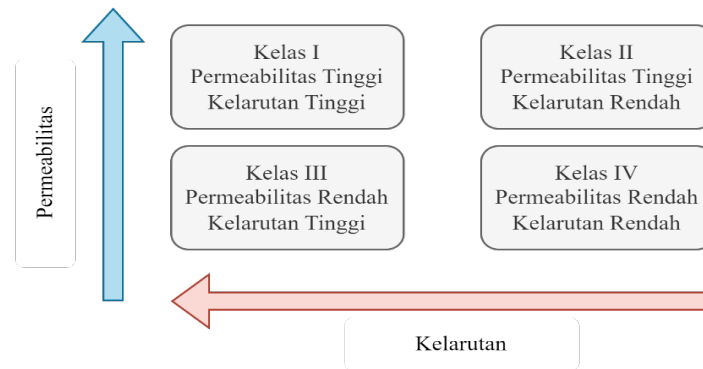 Permeabilitas
Kelas I
Permeabilitas Tinggi
Kelarutan Tinggi
Kelas II
Permeabilitas Tinggi
Kelarutan Rendah
Kelas III
Permeabilitas Rendah
Kelarutan Tinggi
Kelas IV
Permeabilitas Rendah
Kelarutan Rendah
Kelarutan